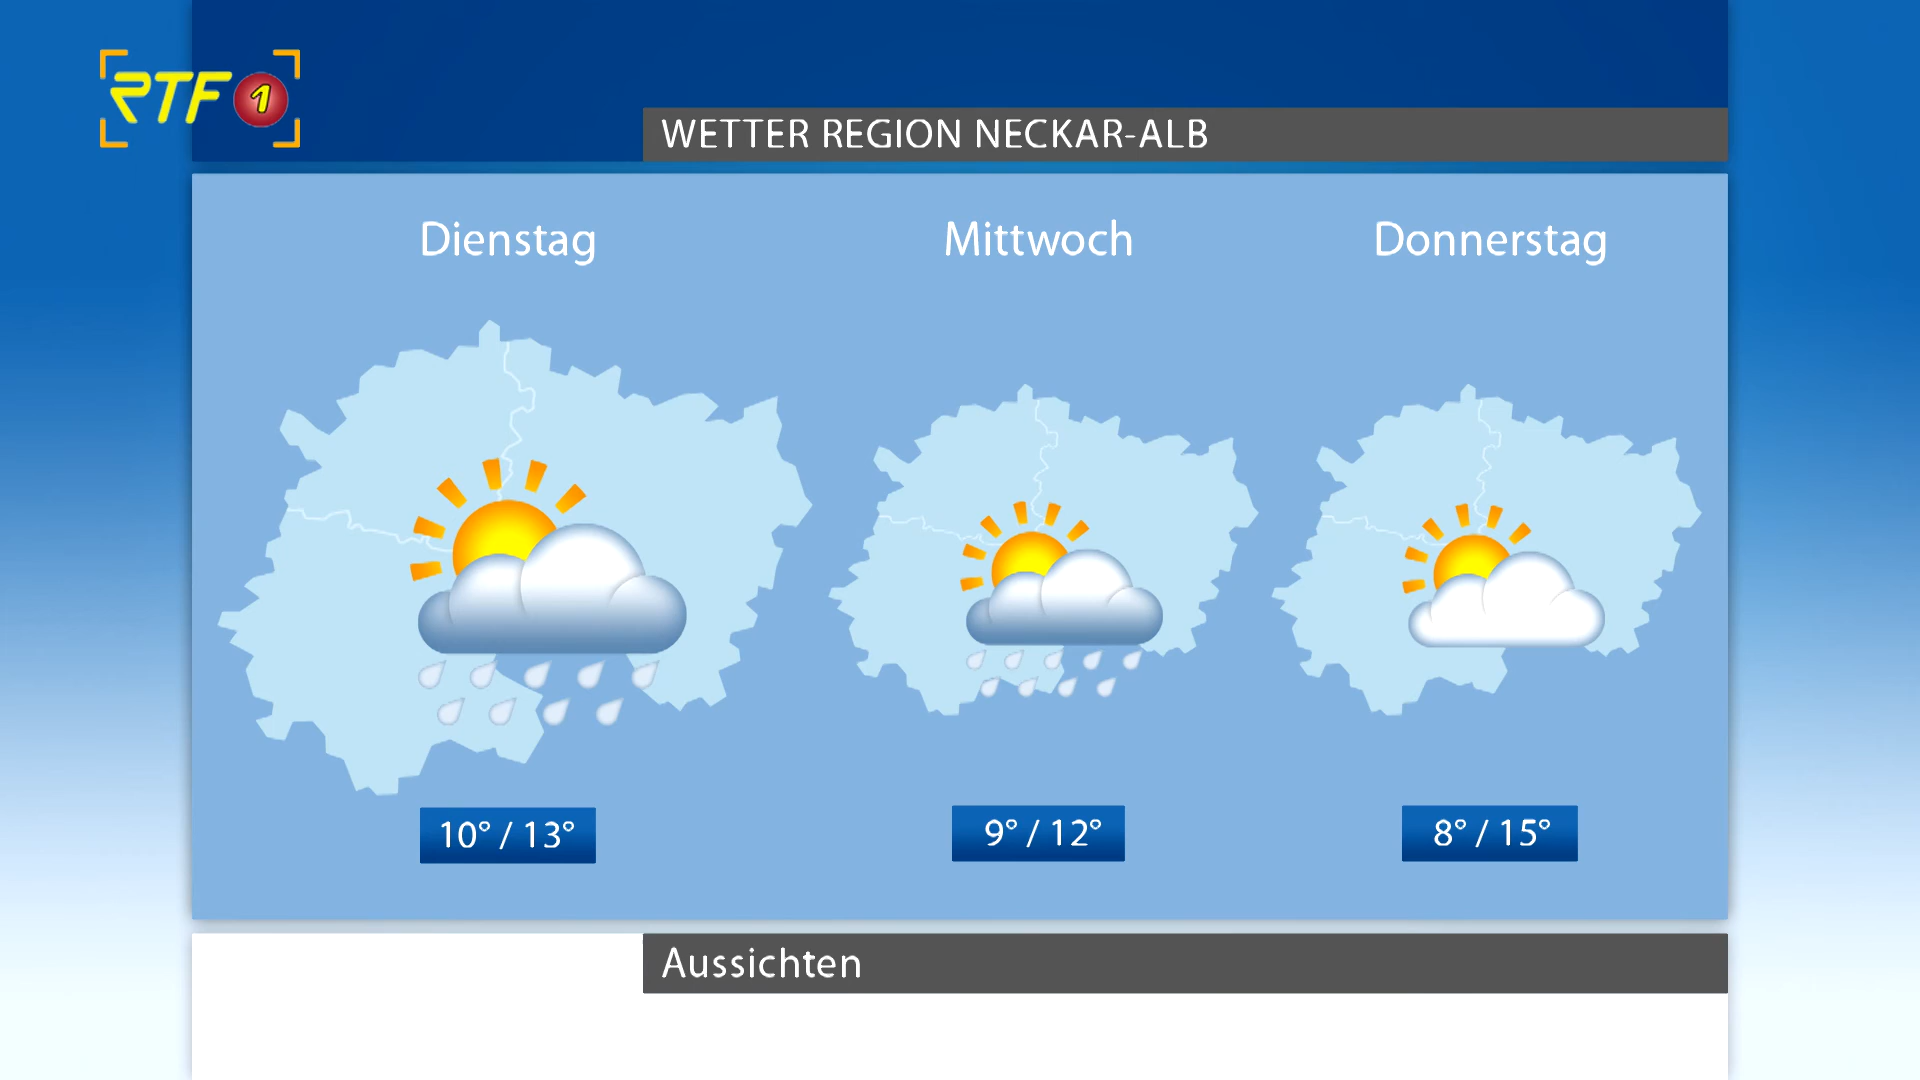 RTF 1
WETTER REGION NECKAR-ALB
Dienstag
Mittwoch
Donnerstag
10° / 13°
9° / 12°
8° / 15°
Aussichten